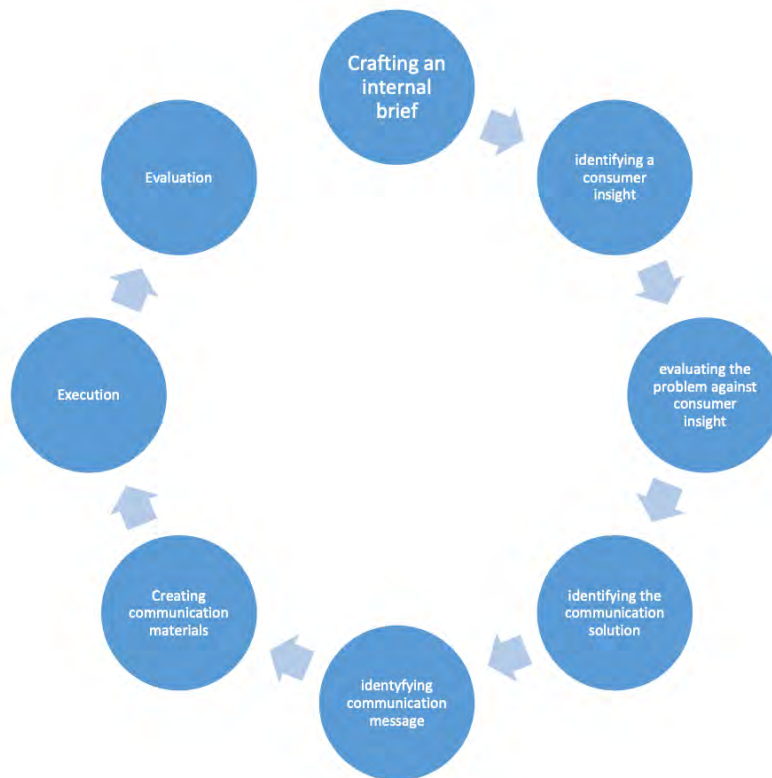 Crafting an
internal
brief
identifying a
consumer
insight
evaluating the
problem against
consumer
insight
identifying the
communication
solution
identyfying
communication
message
Creating
communication
materials
Execution
Evaluation